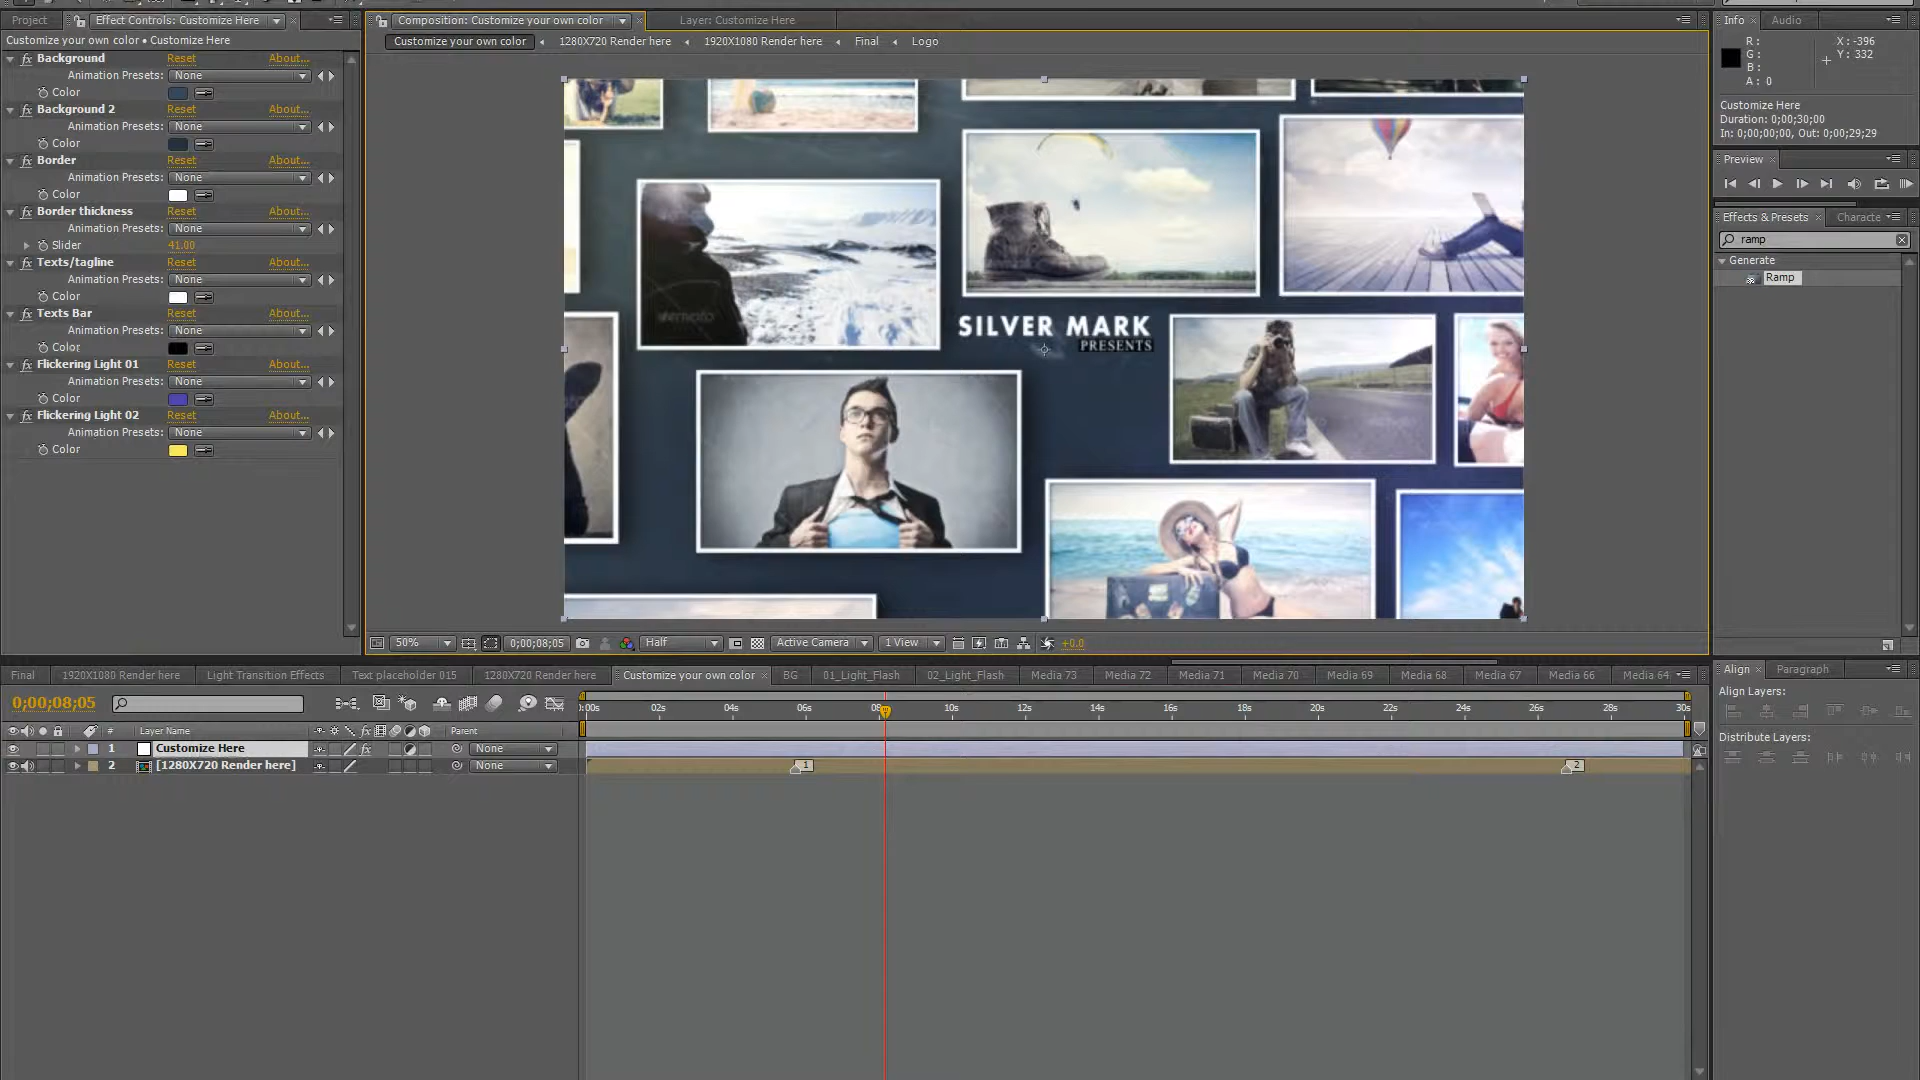 Project Effect Controls: Customize Here
Customize your own color • Customize Here
Background Reset About...
Animation Presets: None
Color
Background 2 Reset About...
Animation Presets: None
Color
Border Reset About...
Animation Presets: None
Color
Border thickness Reset About...
Animation Presets: None
Slider 41.00
Texts/tagline Reset About...
Animation Presets: None
Color
Texts Bar Reset About...
Animation Presets: None
Color
Flickering Light 01 Reset About...
Animation Presets: None
Color
Flickering Light 02 Reset About...
Animation Presets: None
Color
Composition: Customize your own color Layer: Customize Here
Customize your own color 1280X720 Render here 1920X1080 Render here Final Logo
SILVER MARK
PRESENTS
50% 0;00;08;05 Half Active Camera 1 View +0.0
Info Audio
R: X: -396
G: Y: 332
B:
A: 0
Customize Here
Duration: 0;00;30;00
In: 0;00;00;00, Out: 0;00;29;29
Preview
Effects & Presets Characte
ramp
Generate
Ramp
Final 1920X1080 Render here Light Transition Effects Text placeholder 015 1280X720 Render here Customize your own color BG 01_Light_Flash 02_Light_Flash Media 73 Media 72 Media 71 Media 70 Media 69 Media 68 Media 67 Media 66 Media 64
0;00;08;05
):00s 02s 04s 06s 08 10s 12s 14s 16s 18s 20s 22s 24s 26s 28s 30s
# Layer Name Parent
1 Customize Here fx None
2 [1280X720 Render here] None 1 2
Align Paragraph
Align Layers:
Distribute Layers: